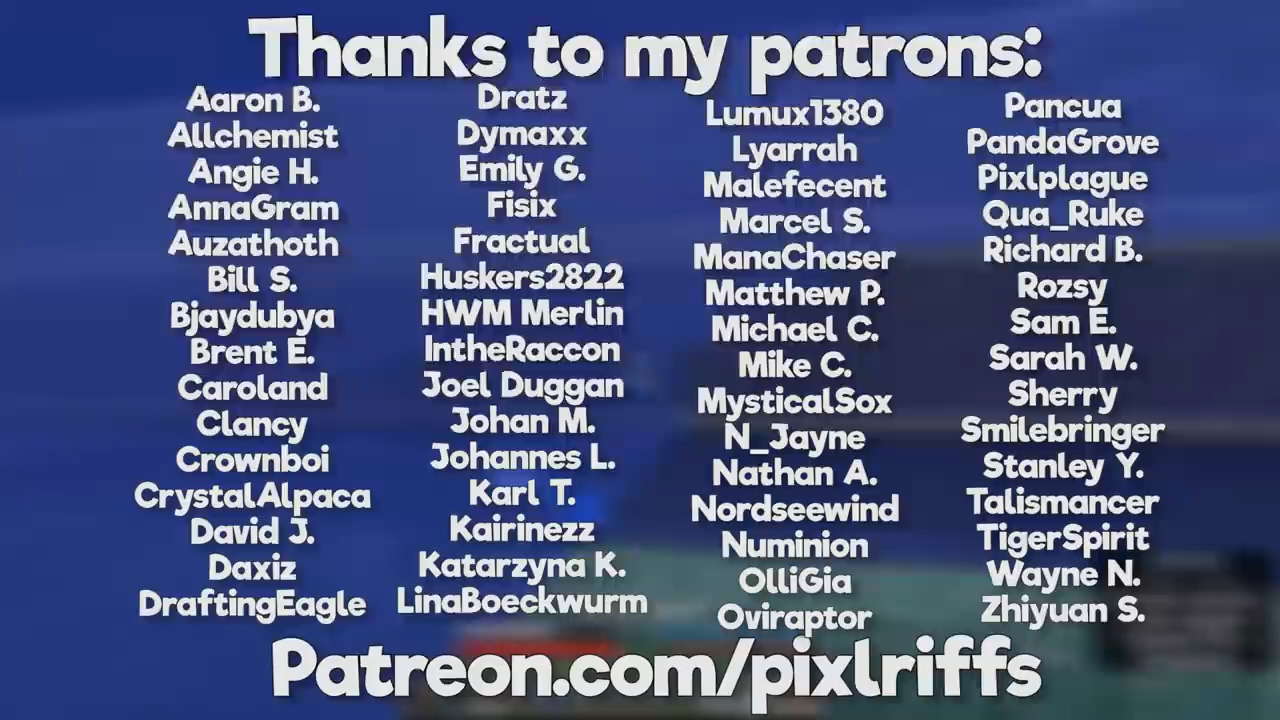 Thanks to my patrons:
Aaron B.
Allchemist
Angie H.
AnnaGram
Auzathoth
Bill S.
Bjaydubya
Brent E.
Caroland
Clancy
Crownboi
CrystalAlpaca
David J.
Daxiz
DraftingEagle
Dratz
Dymaxx
Emily G.
Fisix
Fractual
Huskers2822
HWM Merlin
IntheRaccon
Joel Duggan
Johan M.
Johannes L.
Karl T.
Kairinezz
Katarzyna K.
LinaBoeckwurm
Lumux1380
Lyarrah
Malefecent
Marcel S.
ManaChaser
Matthew P.
Michael C.
Mike C.
MysticalSox
N_Jayne
Nathan A.
Nordseewind
Numinion
OlliGia
Oviraptor
Pancua
PandaGrove
Pixlplague
Qua_Ruke
Richard B.
Rozsy
Sam E.
Sarah W.
Sherry
Smilebringer
Stanley Y.
Talismancer
TigerSpirit
Wayne N.
Zhiyuan S.
Patreon.com/pixlriffs